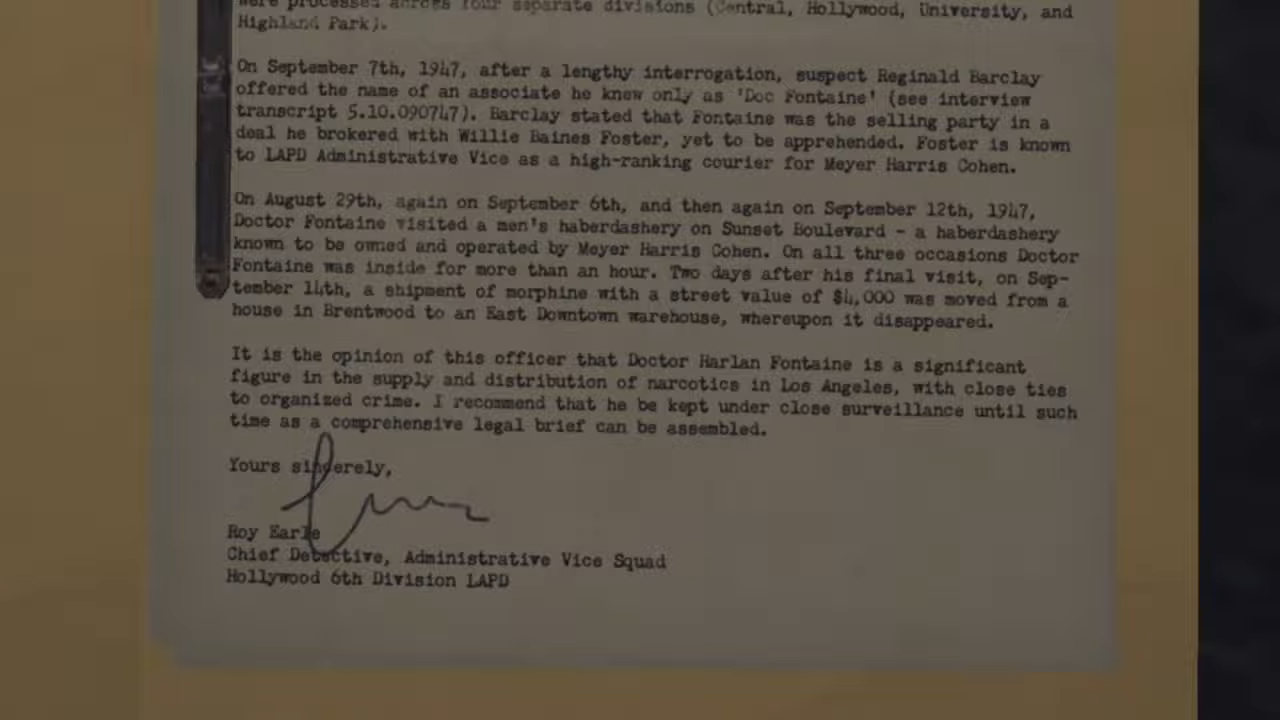 were processed across four separate divisions (Central, Hollywood, University, and
Highland Park).
On September 7th, 1947, after a lengthy interrogation, suspect Reginald Barclay
offered the name of an associate he knew only as 'Doc Fontaine' (see interview
transcript 5.10.090747). Barclay stated that Fontaine was the selling party in a
deal he brokered with Willie Baines Foster, yet to be apprehended. Foster is known
to LAPD Administrative Vice as a high-ranking courier for Meyer Harris Cohen.
On August 29th, again on September 6th, and then again on September 12th, 1947,
Doctor Fontaine visited a men's haberdashery on Sunset Boulevard - a haberdashery
known to be owned and operated by Meyer Harris Cohen. On all three occasions Doctor
Fontaine was inside for more than an hour. Two days after his final visit, on Sep-
tember 14th, a shipment of morphine with a street value of $4,000 was moved from a
house in Brentwood to an East Downtown warehouse, whereupon it disappeared.
It is the opinion of this officer that Doctor Harlan Fontaine is a significant
figure in the supply and distribution of narcotics in Los Angeles, with close ties
to organized crime. I recommend that he be kept under close surveillance until such
time as a comprehensive legal brief can be assembled.
Yours sincerely,
Roy Earle
Chief Detective, Administrative Vice Squad
Hollywood 6th Division LAPD